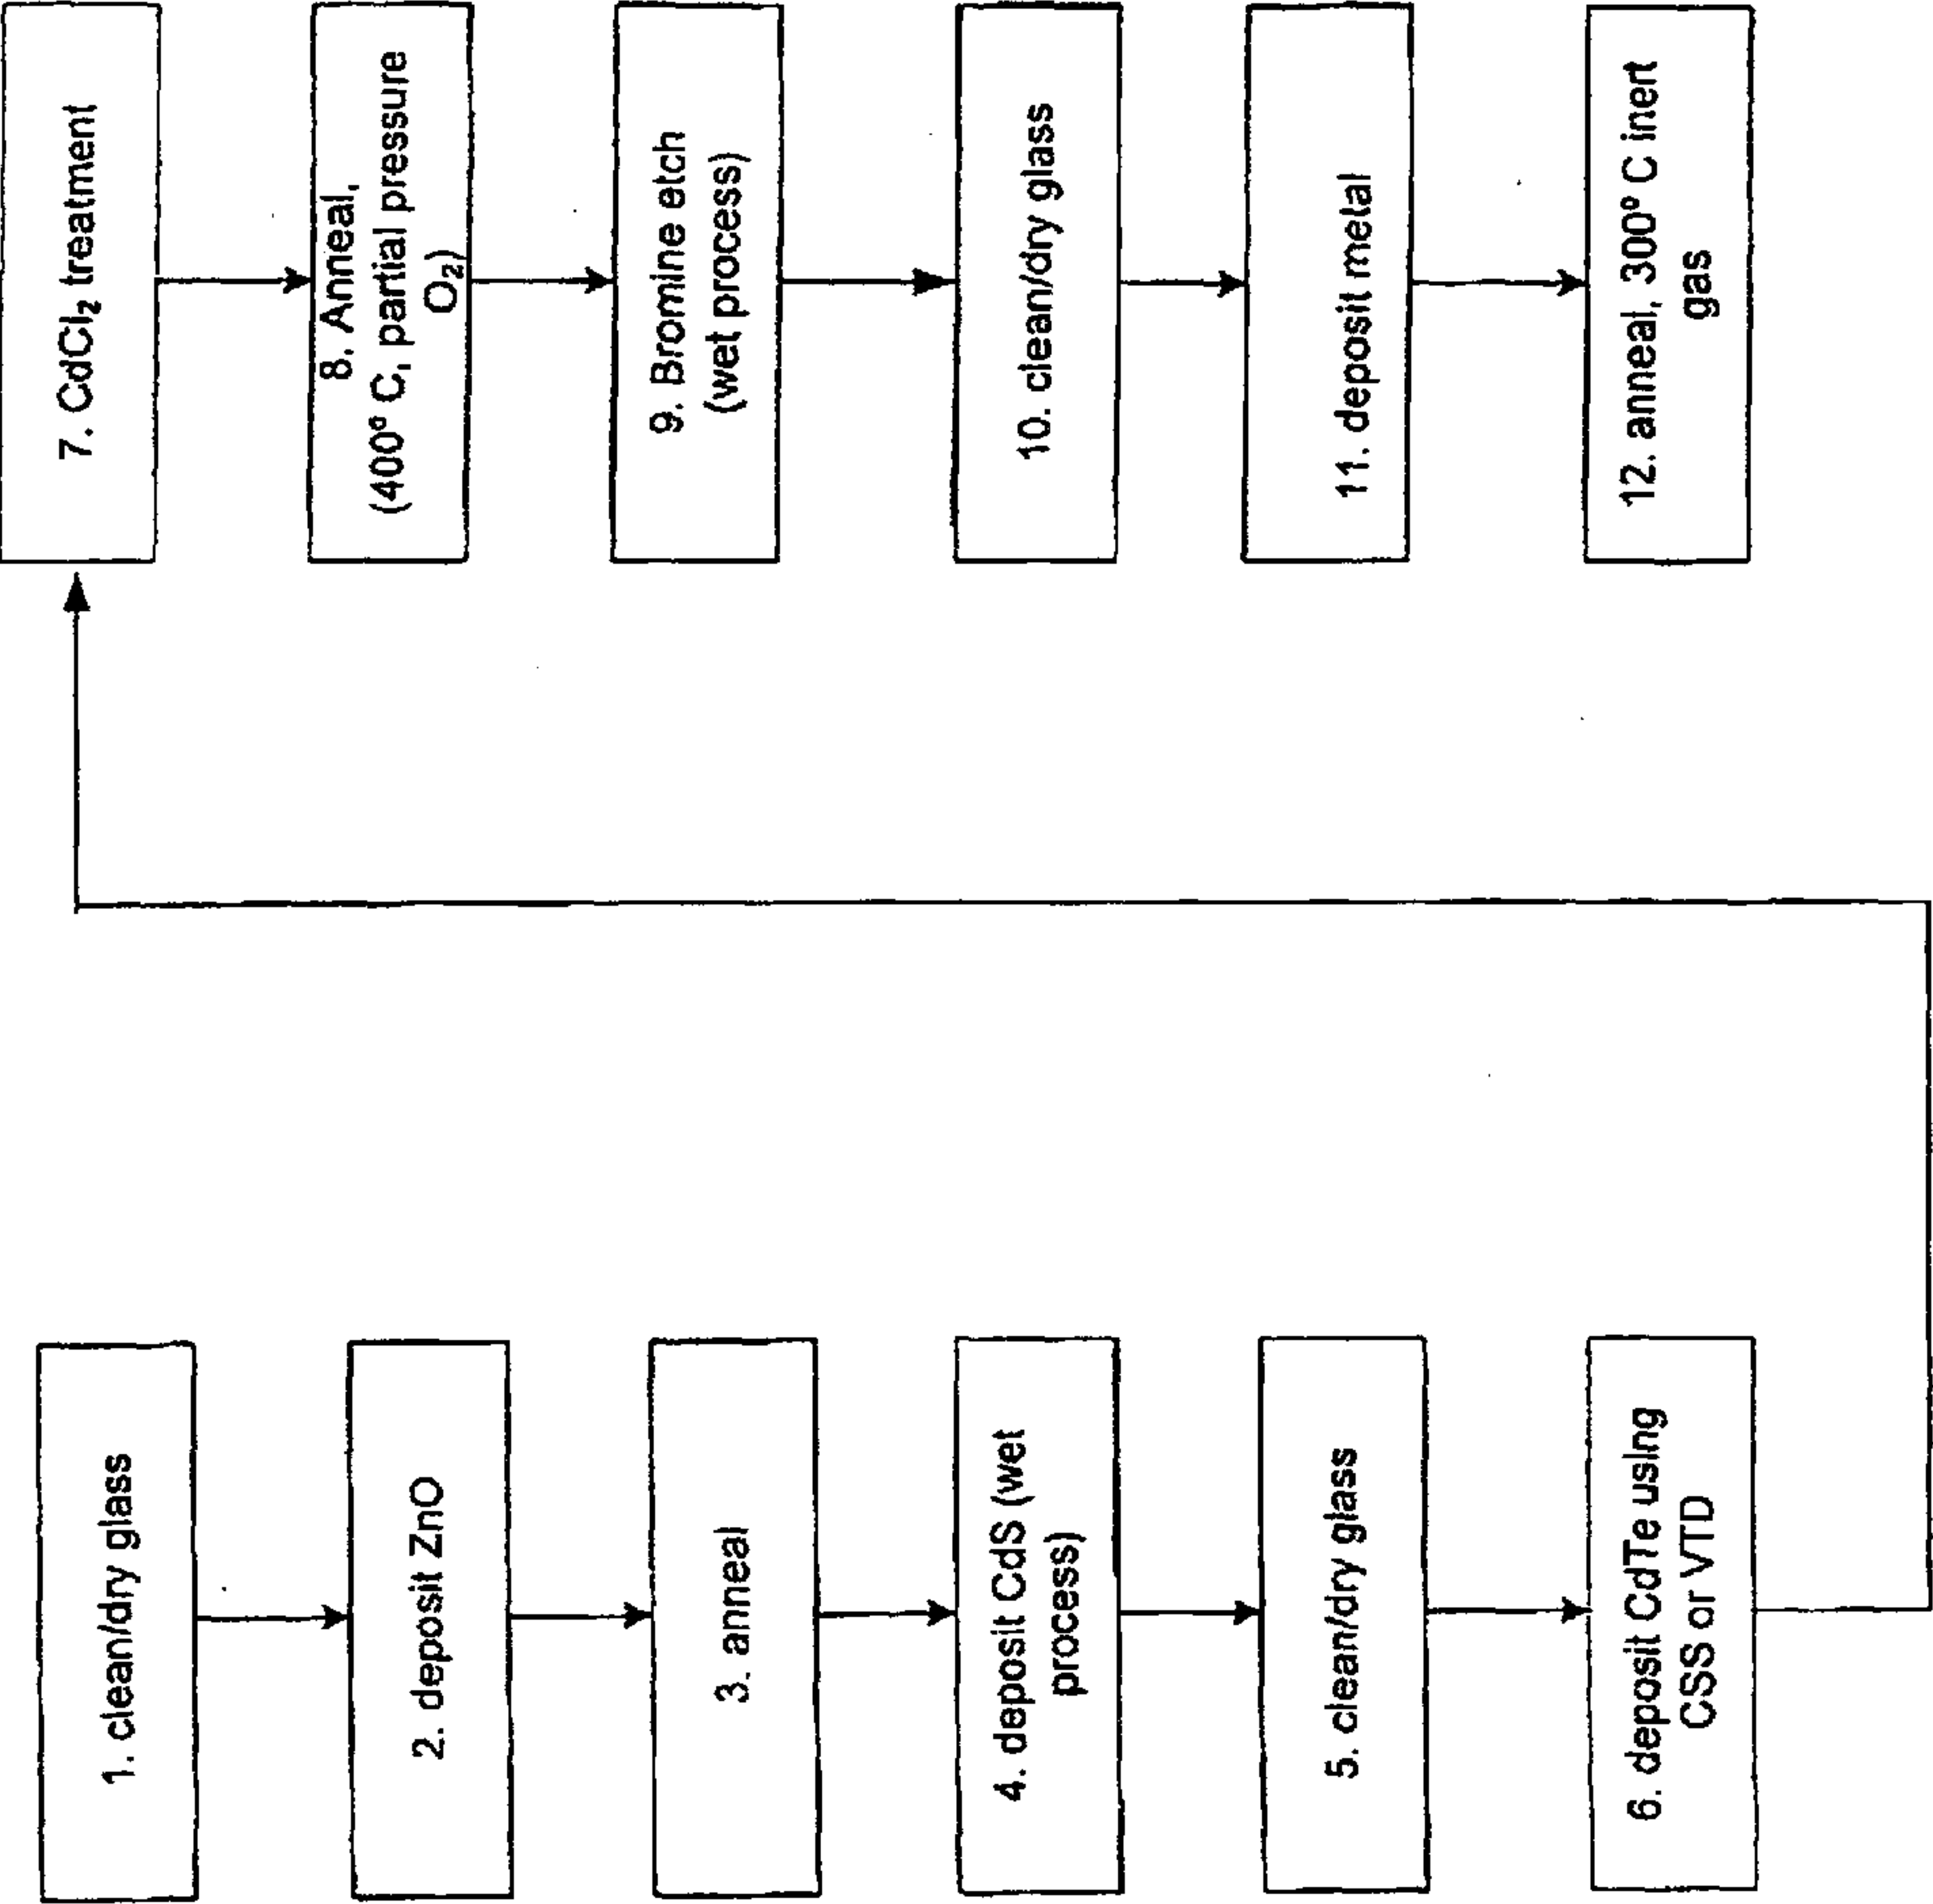 1. clean/dry glass
2. deposit ZnO
3. anneal
4. deposit CdS (wet
process)
5. clean/dry glass
6. deposit CdTe using
CSS or VTD
7. CdCl₂ treatment
8. Anneal,
(400° C, partial pressure
O₂)
9. Bromine etch
(wet process)
10. clean/dry glass
11. deposit metal
12. anneal, 300° C inert
gas